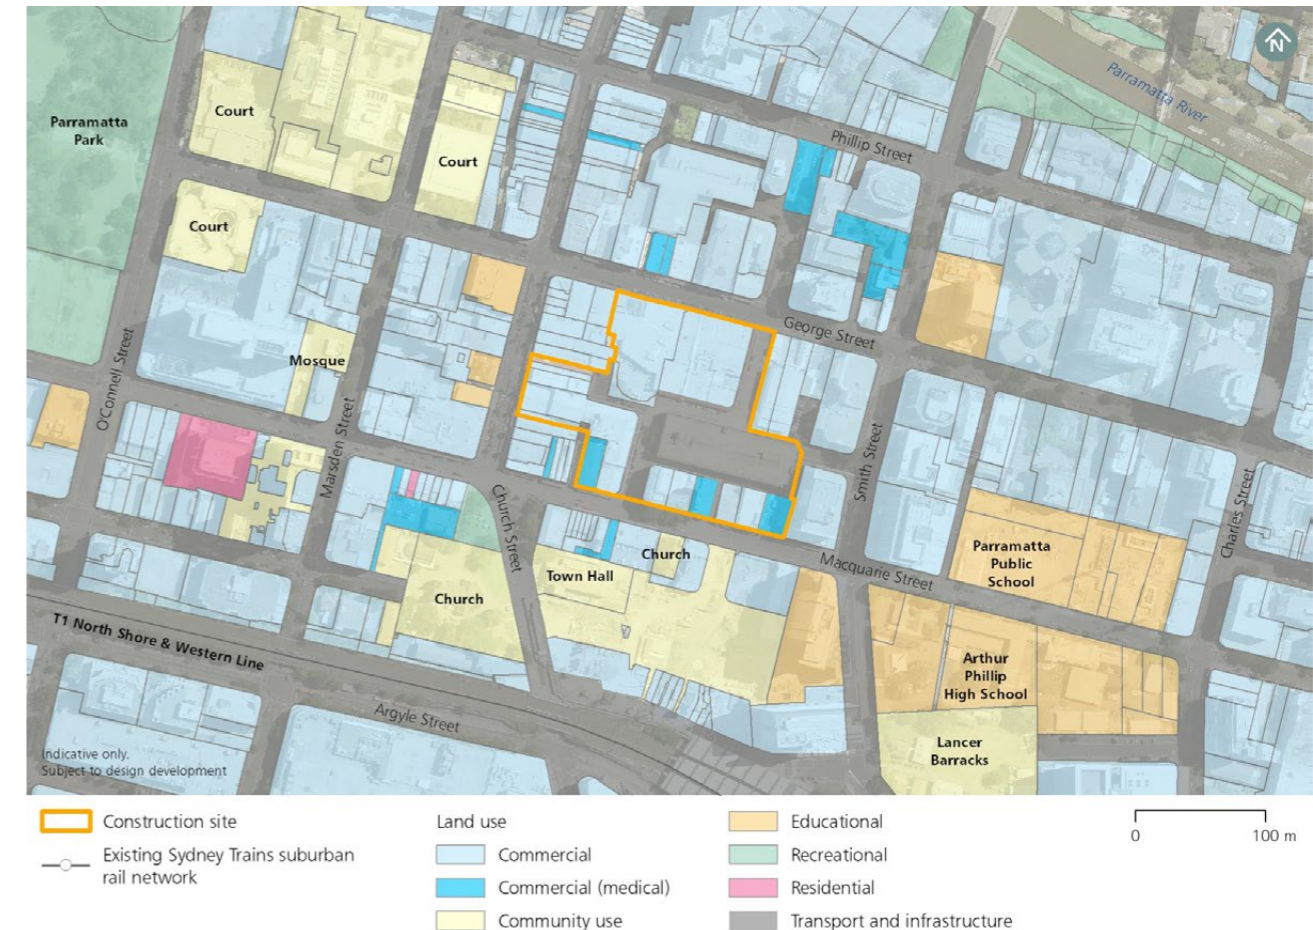 N
Parramatta River
Parramatta
Park
Court
Court
Court
Phillip Street
George Street
O'Connell Street
Mosque
Marsden Street
Church Street
Smith Street
Charles Street
Macquarie Street
Parramatta
Public
School
Church
Town Hall
Church
Arthur
Phillip
High School
Lancer
Barracks
T1 North Shore & Western Line
Argyle Street
Indicative only.
Subject to design development
Construction site
Existing Sydney Trains suburban
rail network
Land use
Commercial
Commercial (medical)
Community use
Educational
Recreational
Residential
Transport and infrastructure
0 100 m